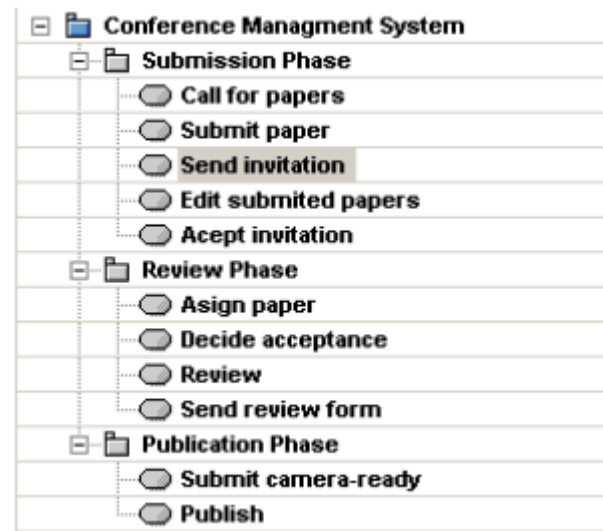 Conference Managment System
Submission Phase
Call for papers
Submit paper
Send invitation
Edit submited papers
Acept invitation
Review Phase
Asign paper
Decide acceptance
Review
Send review form
Publication Phase
Submit camera-ready
Publish